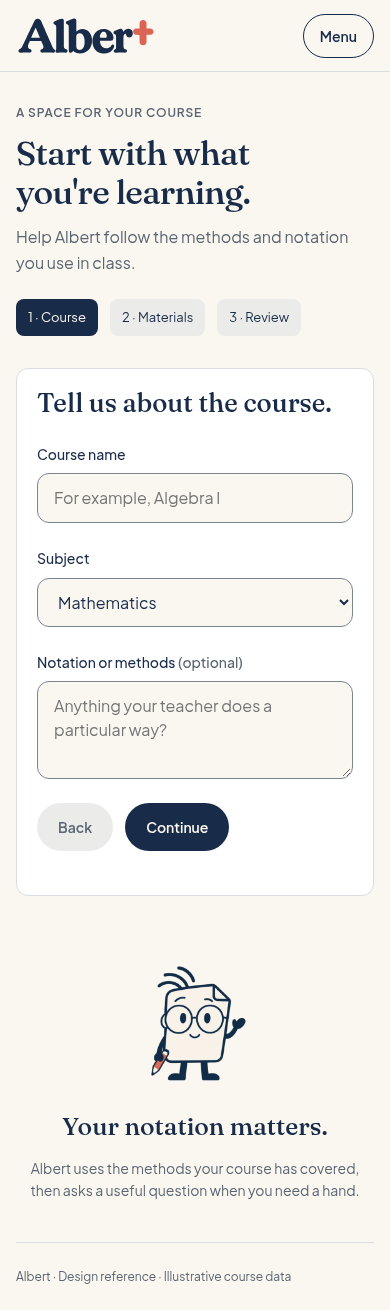 Alber+
Menu
A SPACE FOR YOUR COURSE
Start with what
you're learning.
Help Albert follow the methods and notation
you use in class.
1 · Course
2 · Materials
3 · Review
Tell us about the course.
Course name
For example, Algebra I
Subject
Mathematics
Notation or methods (optional)
Anything your teacher does a
particular way?
Back
Continue
Your notation matters.
Albert uses the methods your course has covered,
then asks a useful question when you need a hand.
Albert · Design reference · Illustrative course data